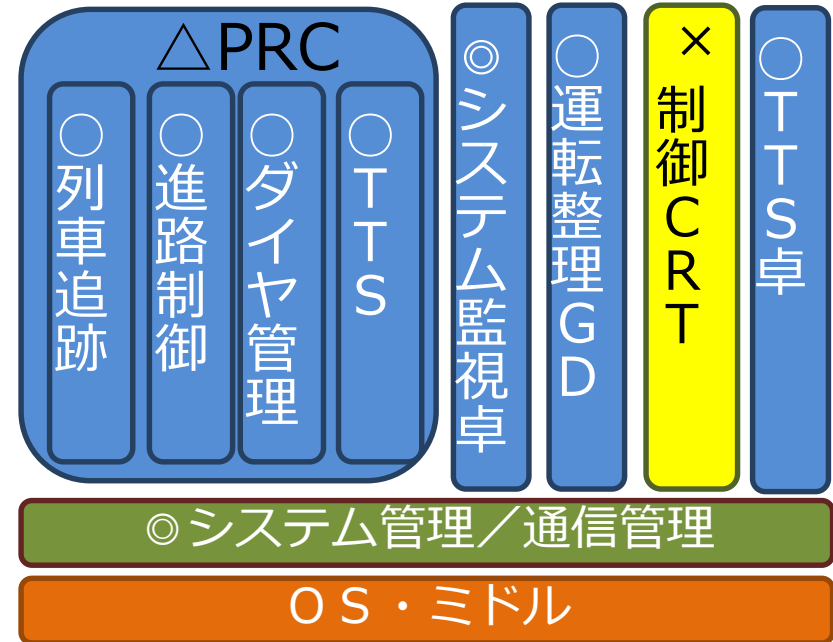 △PRC
○列車追跡
○進路制御
○ダイヤ管理
○TTS
◎システム監視卓
○運転整理GD
×制御CRT
○TTS卓
◎システム管理／通信管理
OS・ミドル